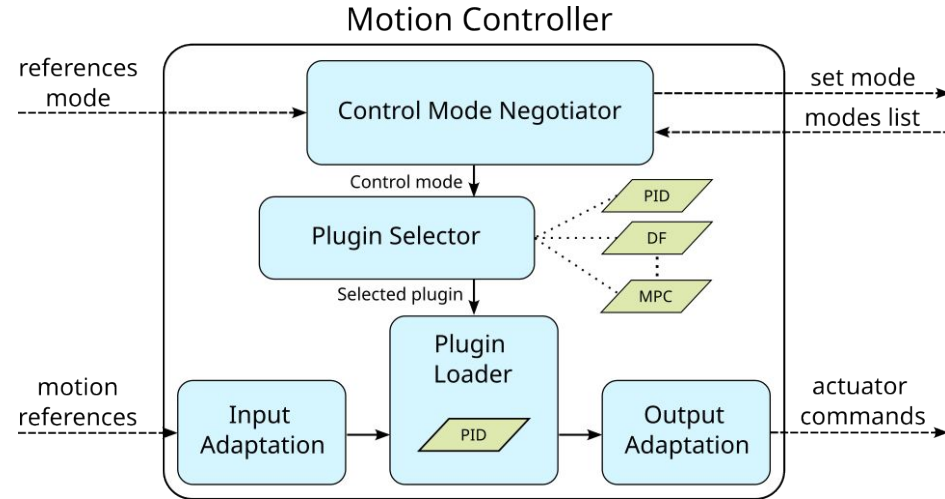 Motion Controller
references
mode
Control Mode Negotiator
set mode
modes list
Control mode
Plugin Selector
PID
DF
MPC
Selected plugin
Plugin
Loader
PID
motion
references
Input
Adaptation
Output
Adaptation
actuator
commands